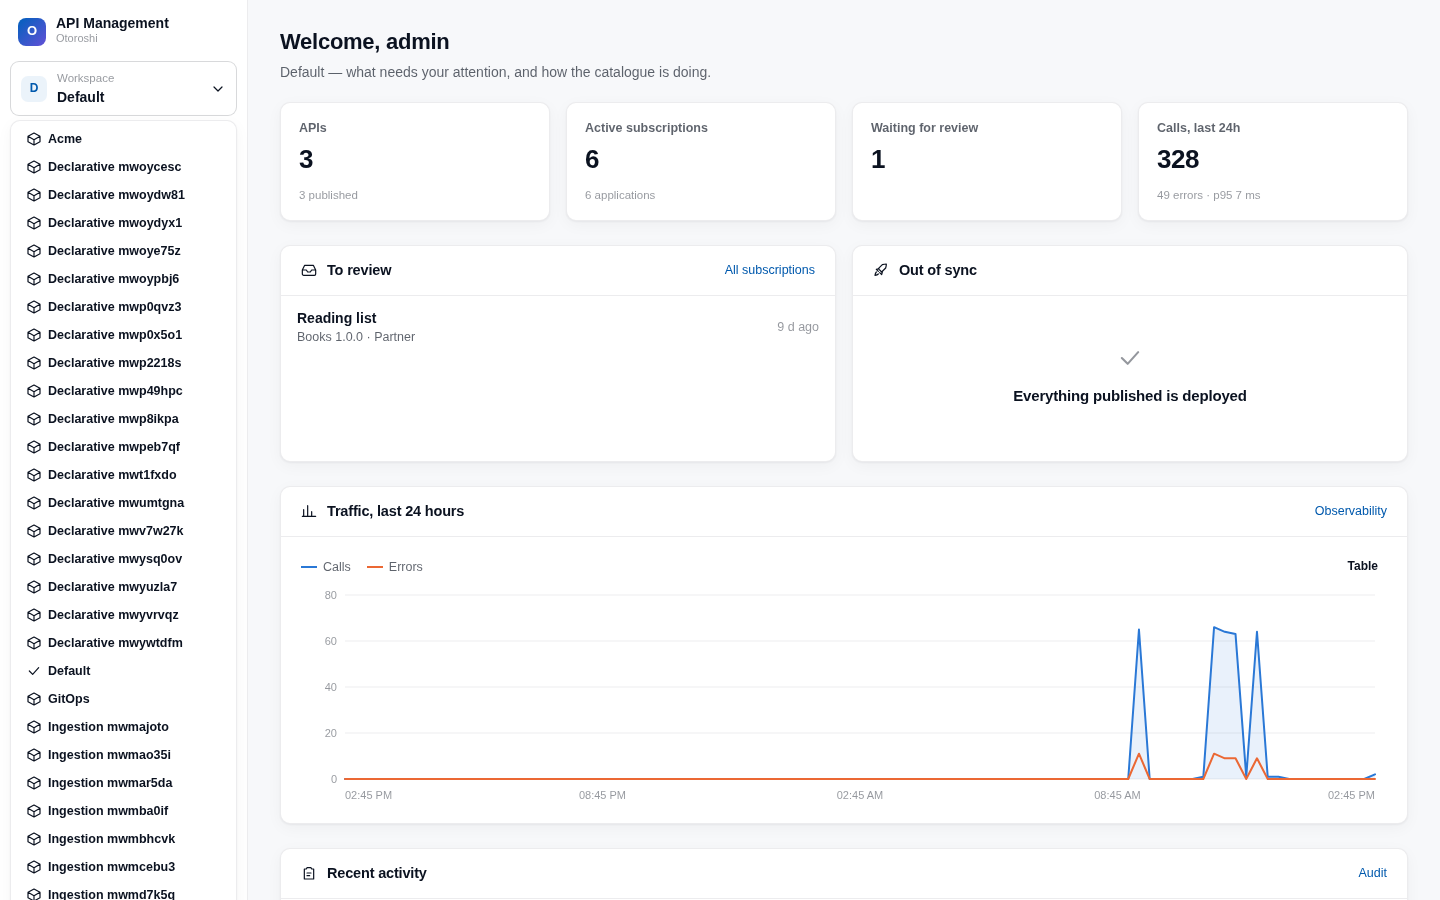 O
API Management
Otoroshi
D
Workspace
Default
Acme
Declarative mwoycesc
Declarative mwoydw81
Declarative mwoydyx1
Declarative mwoye75z
Declarative mwoypbj6
Declarative mwp0qvz3
Declarative mwp0x5o1
Declarative mwp2218s
Declarative mwp49hpc
Declarative mwp8ikpa
Declarative mwpeb7qf
Declarative mwt1fxdo
Declarative mwumtgna
Declarative mwv7w27k
Declarative mwysq0ov
Declarative mwyuzla7
Declarative mwyvrvqz
Declarative mwywtdfm
Default
GitOps
Ingestion mwmajoto
Ingestion mwmao35i
Ingestion mwmar5da
Ingestion mwmba0if
Ingestion mwmbhcvk
Ingestion mwmcebu3
Ingestion mwmd7k5q
Welcome, admin
Default — what needs your attention, and how the catalogue is doing.
APIs
3
3 published
Active subscriptions
6
6 applications
Waiting for review
1
Calls, last 24h
328
49 errors · p95 7 ms
To review
All subscriptions
Reading list
Books 1.0.0 · Partner
9 d ago
Out of sync
Everything published is deployed
Traffic, last 24 hours
Observability
Calls
Errors
Table
80
60
40
20
0
02:45 PM
08:45 PM
02:45 AM
08:45 AM
02:45 PM
Recent activity
Audit